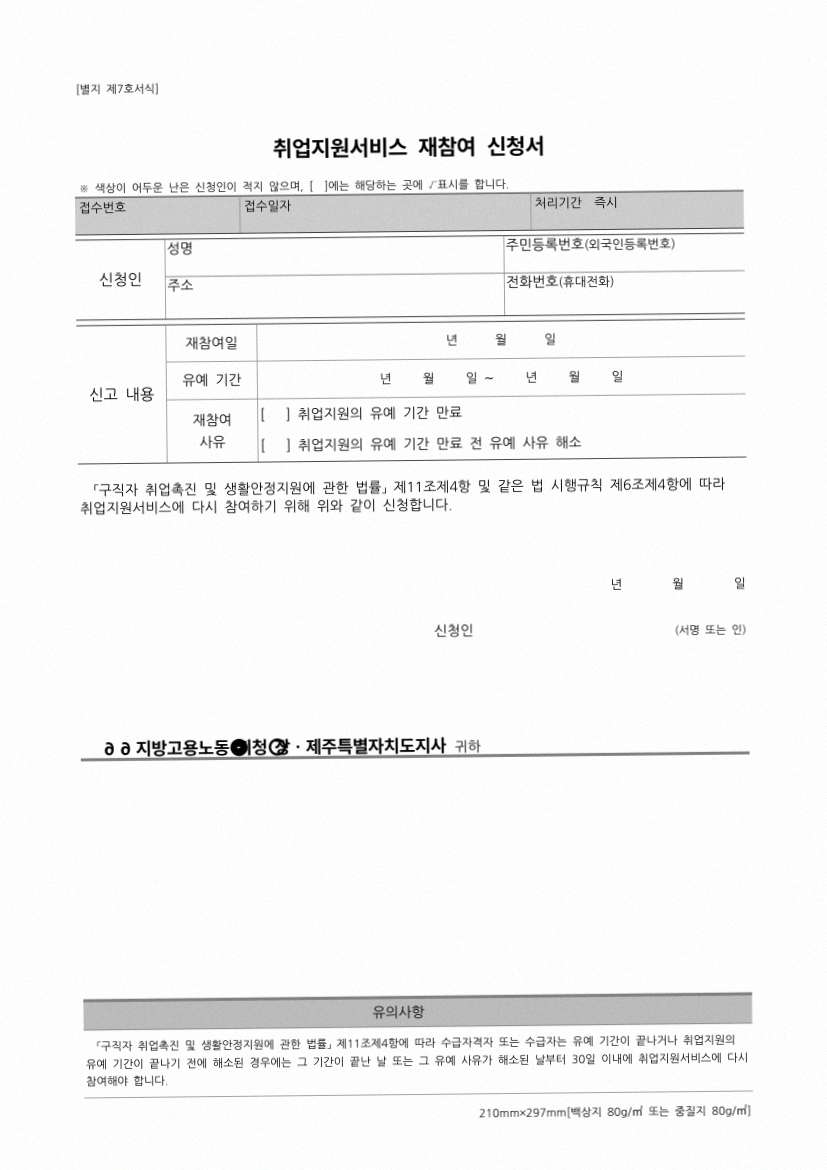 [별지 제7호서식]
취업지원서비스 재참여 신청서
※ 색상이 어두운 난은 신청인이 적지 않으며, [ ]에는 해당하는 곳에 √표시를 합니다.
접수번호 접수일자 처리기간 즉시
신청인 성명 주민등록번호(외국인등록번호)
주소 전화번호(휴대전화)
신고 내용 재참여일 년 월 일
유예 기간 년 월 일 ~ 년 월 일
재참여 사유 [ ] 취업지원의 유예 기간 만료
[ ] 취업지원의 유예 기간 만료 전 유예 사유 해소
「구직자 취업촉진 및 생활안정지원에 관한 법률」 제11조제4항 및 같은 법 시행규칙 제6조제4항에 따라
취업지원서비스에 다시 참여하기 위해 위와 같이 신청합니다.
년 월 일
신청인 (서명 또는 인)
지방고용노동 청 · 제주특별자치도지사 귀하
유의사항
「구직자 취업촉진 및 생활안정지원에 관한 법률」 제11조제4항에 따라 수급자격자 또는 수급자는 유예 기간이 끝나거나 취업지원의
유예 기간이 끝나기 전에 해소된 경우에는 그 기간이 끝난 날 또는 그 유예 사유가 해소된 날부터 30일 이내에 취업지원서비스에 다시
참여해야 합니다.
210mm×297mm[백상지 80g/㎡ 또는 중질지 80g/㎡]